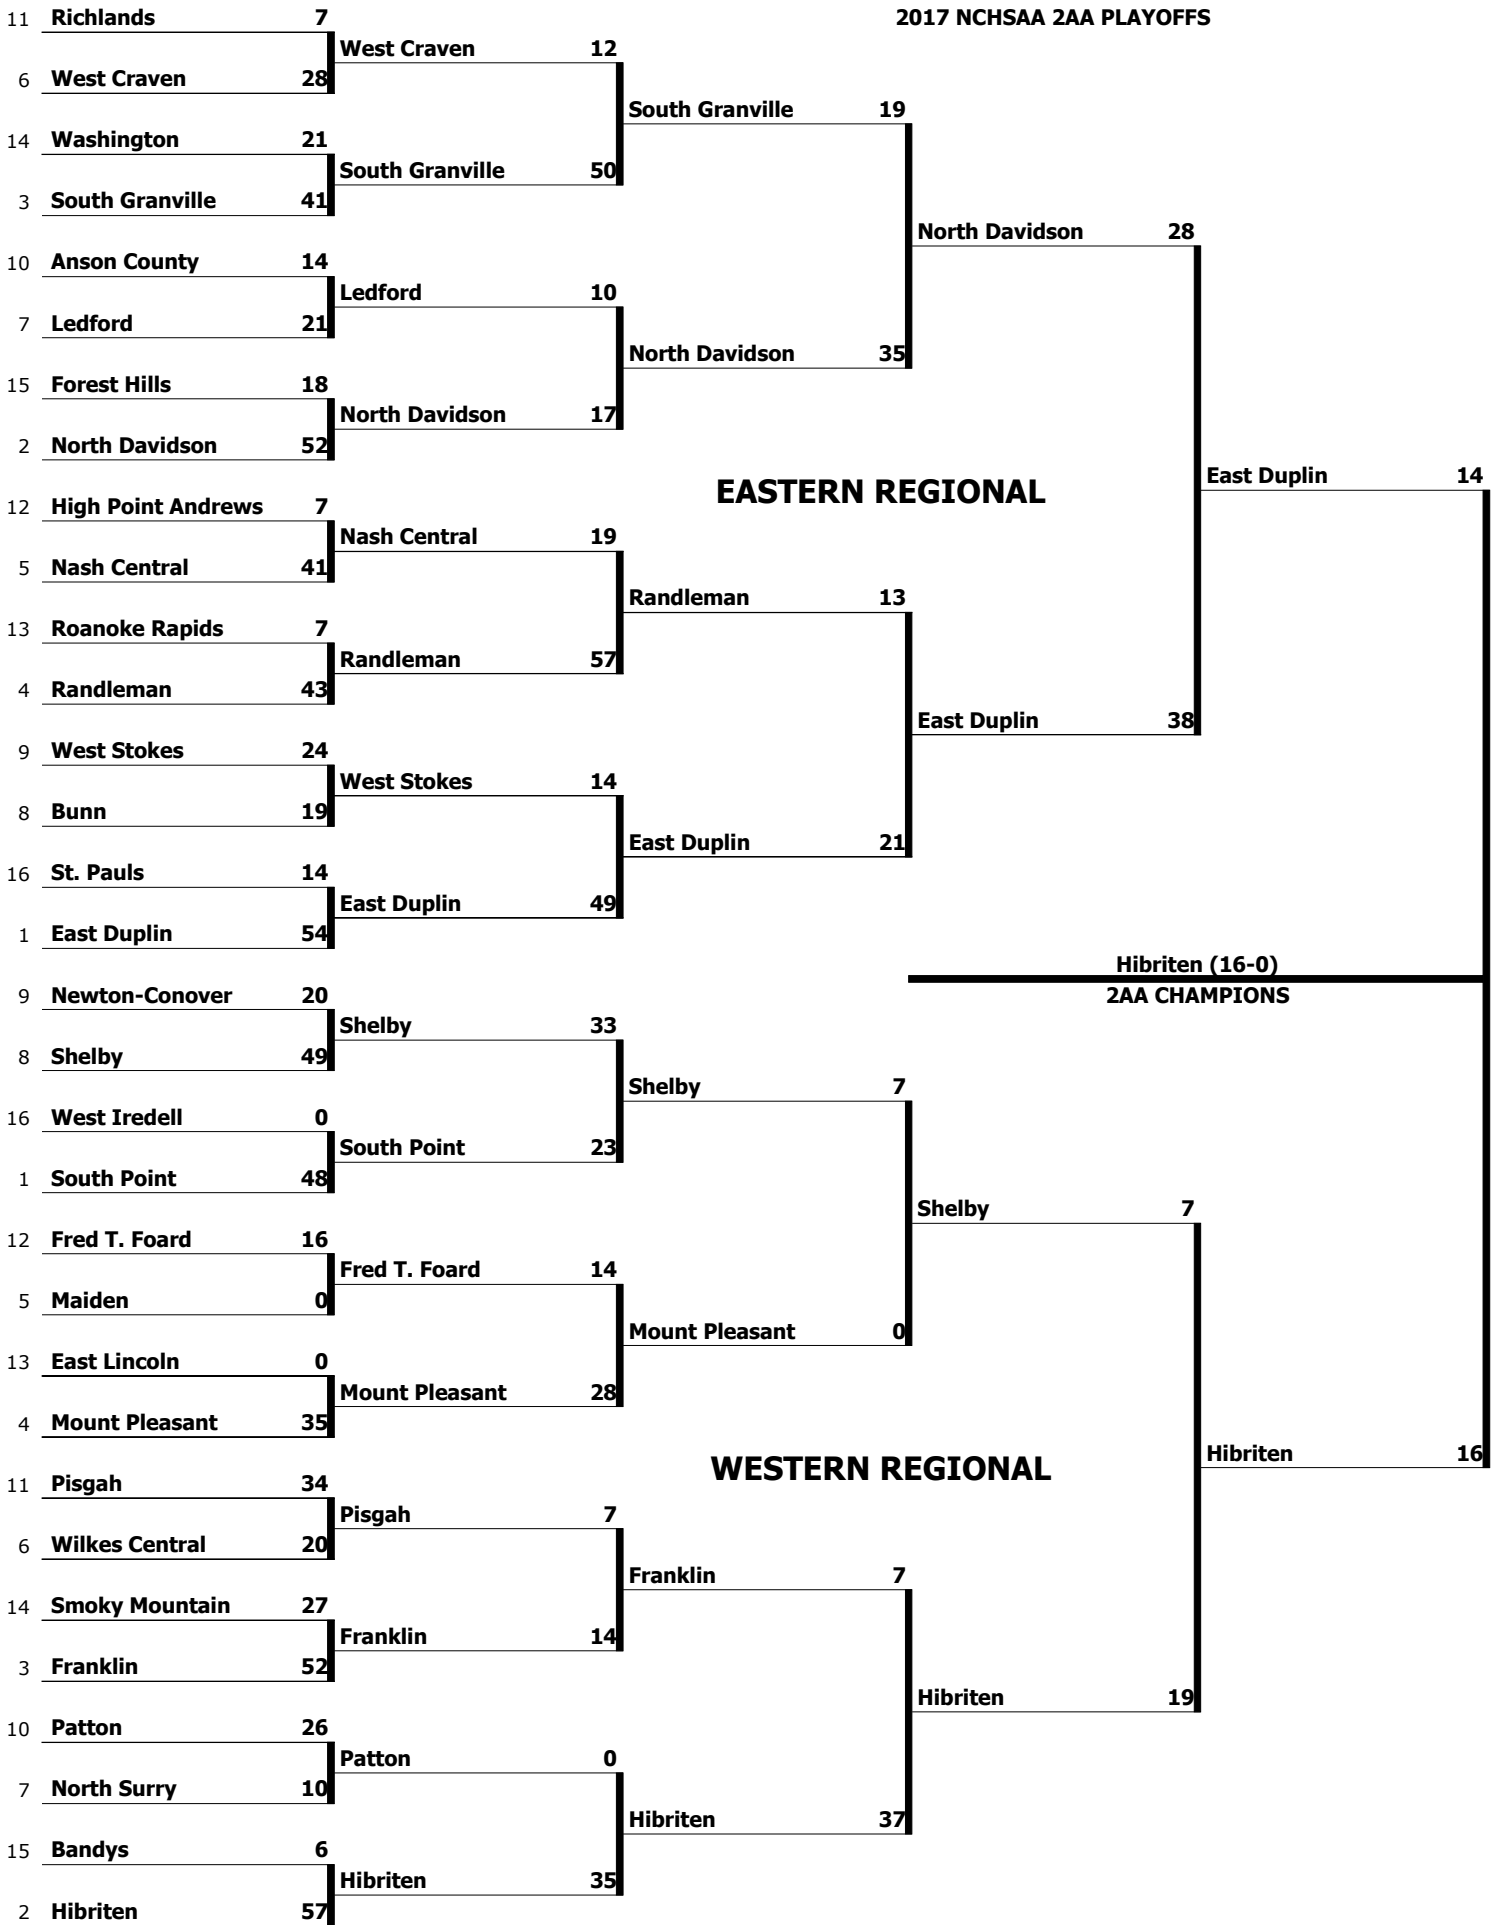 2017 NCHSAA 2AA PLAYOFFS
11 Richlands 7
West Craven 12
6 West Craven 28
South Granville 19
14 Washington 21
South Granville 50
3 South Granville 41
North Davidson 28
10 Anson County 14
Ledford 10
7 Ledford 21
North Davidson 35
15 Forest Hills 18
North Davidson 17
2 North Davidson 52
East Duplin 14
EASTERN REGIONAL
12 High Point Andrews 7
Nash Central 19
5 Nash Central 41
Randleman 13
13 Roanoke Rapids 7
Randleman 57
4 Randleman 43
East Duplin 38
9 West Stokes 24
West Stokes 14
8 Bunn 19
East Duplin 21
16 St. Pauls 14
East Duplin 49
1 East Duplin 54
Hibriten (16-0)
2AA CHAMPIONS
9 Newton-Conover 20
Shelby 33
8 Shelby 49
Shelby 7
16 West Iredell 0
South Point 23
1 South Point 48
Shelby 7
12 Fred T. Foard 16
Fred T. Foard 14
5 Maiden 0
Mount Pleasant 0
13 East Lincoln 0
Mount Pleasant 28
4 Mount Pleasant 35
Hibriten 16
WESTERN REGIONAL
11 Pisgah 34
Pisgah 7
6 Wilkes Central 20
Franklin 7
14 Smoky Mountain 27
Franklin 14
3 Franklin 52
Hibriten 19
10 Patton 26
Patton 0
7 North Surry 10
Hibriten 37
15 Bandys 6
Hibriten 35
2 Hibriten 57